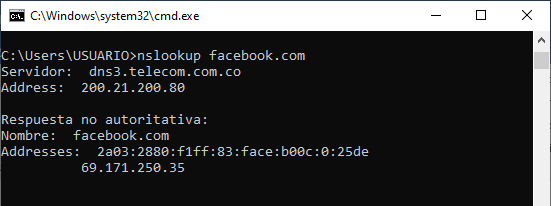 C:\Windows\system32\cmd.exe
C:\Users\USUARIO>nslookup facebook.com
Servidor:  dns3.telecom.com.co
Address:  200.21.200.80
Respuesta no autoritativa:
Nombre:  facebook.com
Addresses:  2a03:2880:f1ff:83:face:b00c:0:25de
69.171.250.35